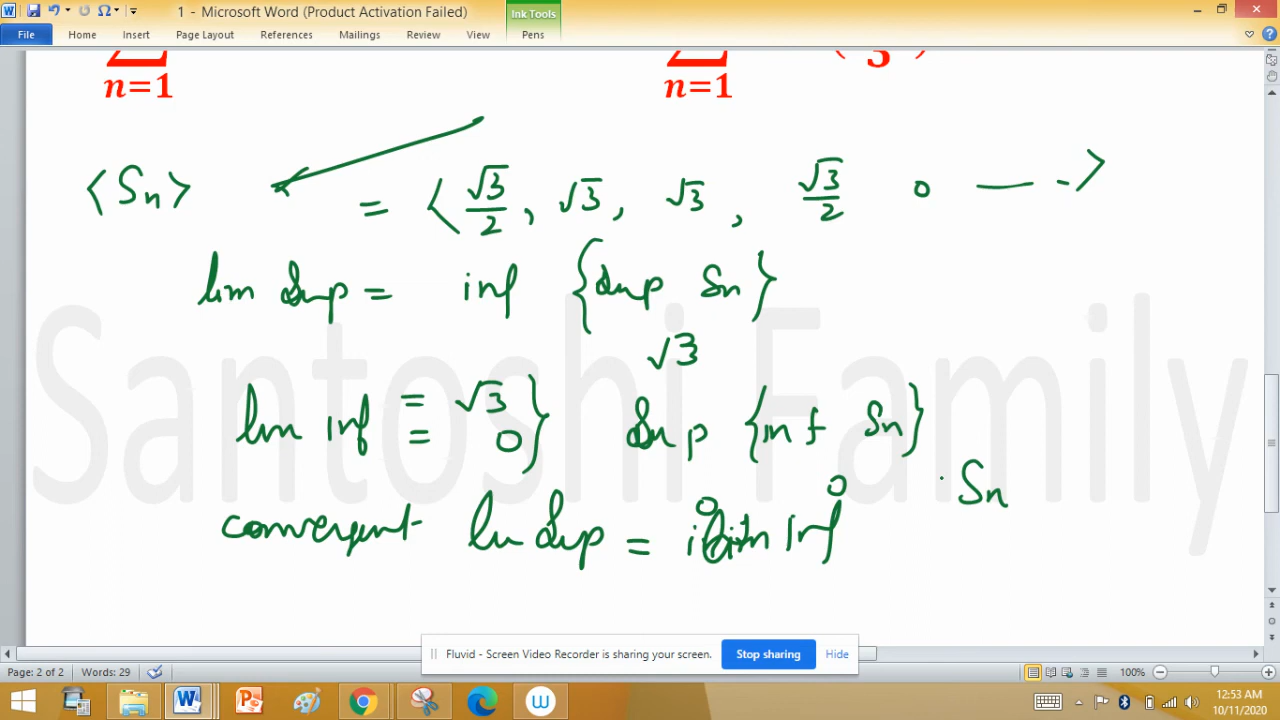 1 - Microsoft Word (Product Activation Failed)
Ink Tools
File Home Insert Page Layout References Mailings Review View Pens
∑ n=1 ∑ n=1 ( 3 )
⟨Sn⟩ = ⟨ √3/2, √3, √3, √3/2 0 — - ⟩
lim Sup = inf { Sup Sn }
√3
lim inf = √3 } Sup { inf Sn }
= 0
0 0 Sn
convergent lim Sup = lim inf
Santoshi Family
Fluvid - Screen Video Recorder is sharing your screen. Stop sharing Hide
Page: 2 of 2 Words: 29 100%
12:53 AM
10/11/2020